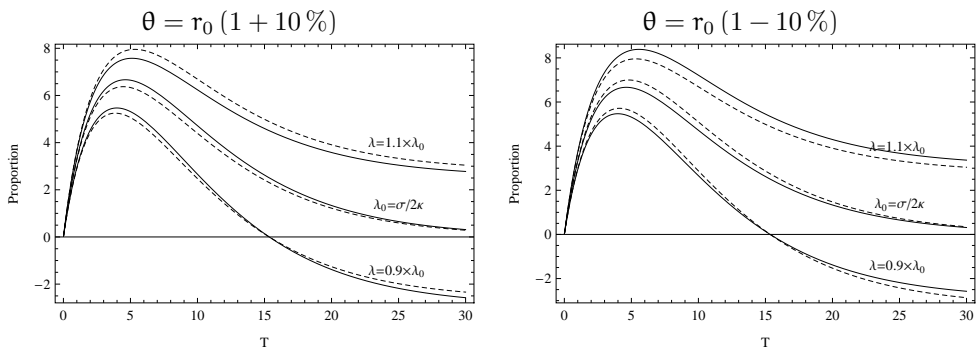 θ = r₀ (1 + 10 %)
8
6
4
2
0
−2
Proportion
λ=1.1×λ₀
λ₀=σ/2κ
λ=0.9×λ₀
0 5 10 15 20 25 30
T
θ = r₀ (1 − 10 %)
8
6
4
2
0
−2
Proportion
λ=1.1×λ₀
λ₀=σ/2κ
λ=0.9×λ₀
0 5 10 15 20 25 30
T